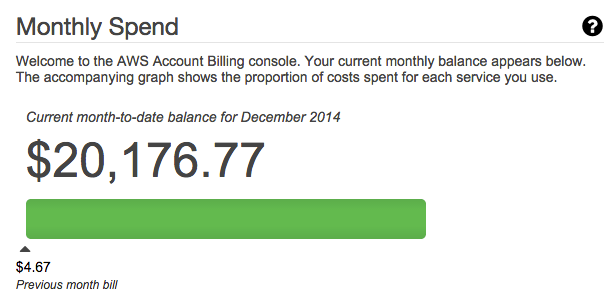 Monthly Spend
?
Welcome to the AWS Account Billing console. Your current monthly balance appears below.
The accompanying graph shows the proportion of costs spent for each service you use.
Current month-to-date balance for December 2014
$20,176.77
$4.67
Previous month bill